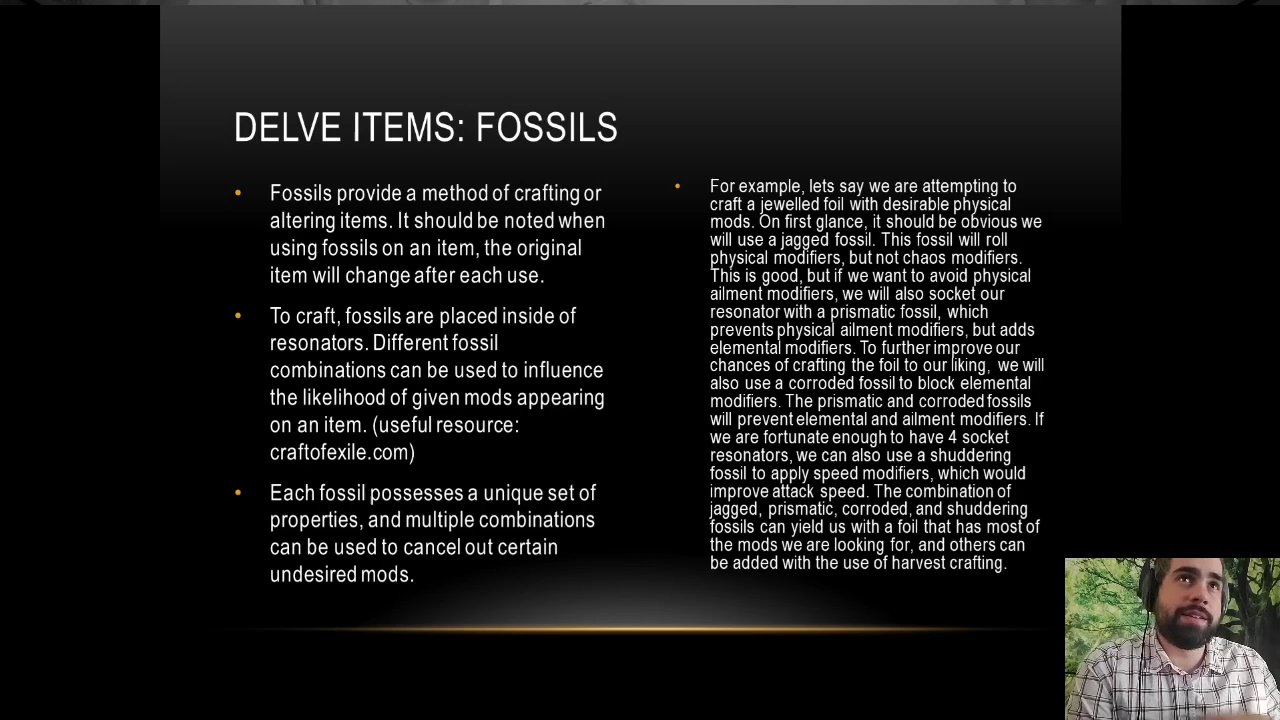 DELVE ITEMS: FOSSILS
• Fossils provide a method of crafting or
altering items. It should be noted when
using fossils on an item, the original
item will change after each use.
• To craft, fossils are placed inside of
resonators. Different fossil
combinations can be used to influence
the likelihood of given mods appearing
on an item. (useful resource:
craftofexile.com)
• Each fossil possesses a unique set of
properties, and multiple combinations
can be used to cancel out certain
undesired mods.
• For example, lets say we are attempting to
craft a jewelled foil with desirable physical
mods. On first glance, it should be obvious we
will use a jagged fossil. This fossil will roll
physical modifiers, but not chaos modifiers.
This is good, but if we want to avoid physical
ailment modifiers, we will also socket our
resonator with a prismatic fossil, which
prevents physical ailment modifiers, but adds
elemental modifiers. To further improve our
chances of crafting the foil to our liking, we will
also use a corroded fossil to block elemental
modifiers. The prismatic and corroded fossils
will prevent elemental and ailment modifiers. If
we are fortunate enough to have 4 socket
resonators, we can also use a shuddering
fossil to apply speed modifiers, which would
improve attack speed. The combination of
jagged, prismatic, corroded, and shuddering
fossils can yield us with a foil that has most of
the mods we are looking for, and others can
be added with the use of harvest crafting.